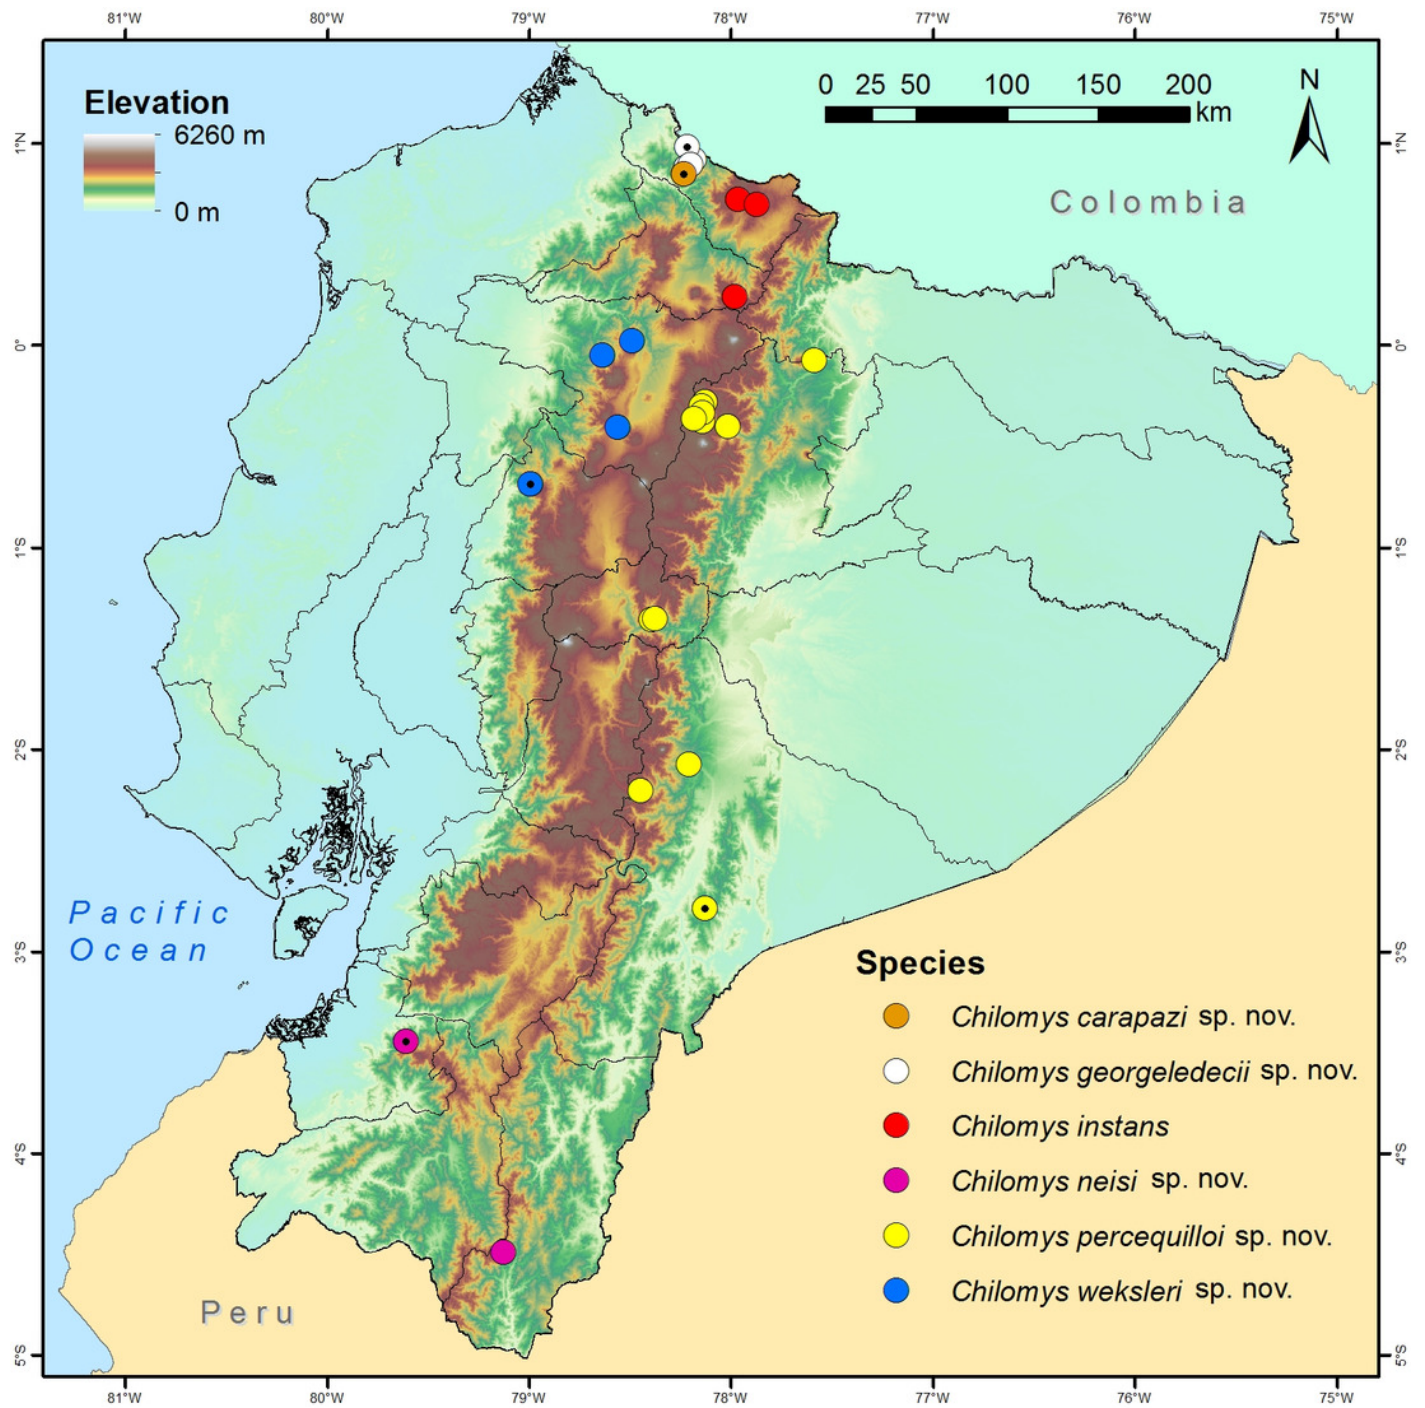 81°W 80°W 79°W 78°W 77°W 76°W 75°W
Elevation
6260 m
0 m
0 25 50 100 150 200
km
N
Colombia
1°N
1°N
0°
0°
1°S
1°S
2°S
2°S
Pacific
Ocean
3°S
3°S
Species
Chilomys carapazi sp. nov.
Chilomys georgeledecii sp. nov.
Chilomys instans
Chilomys neisi sp. nov.
Chilomys percequilloi sp. nov.
Chilomys weksleri sp. nov.
4°S
4°S
Peru
5°S
5°S
81°W 80°W 79°W 78°W 77°W 76°W 75°W